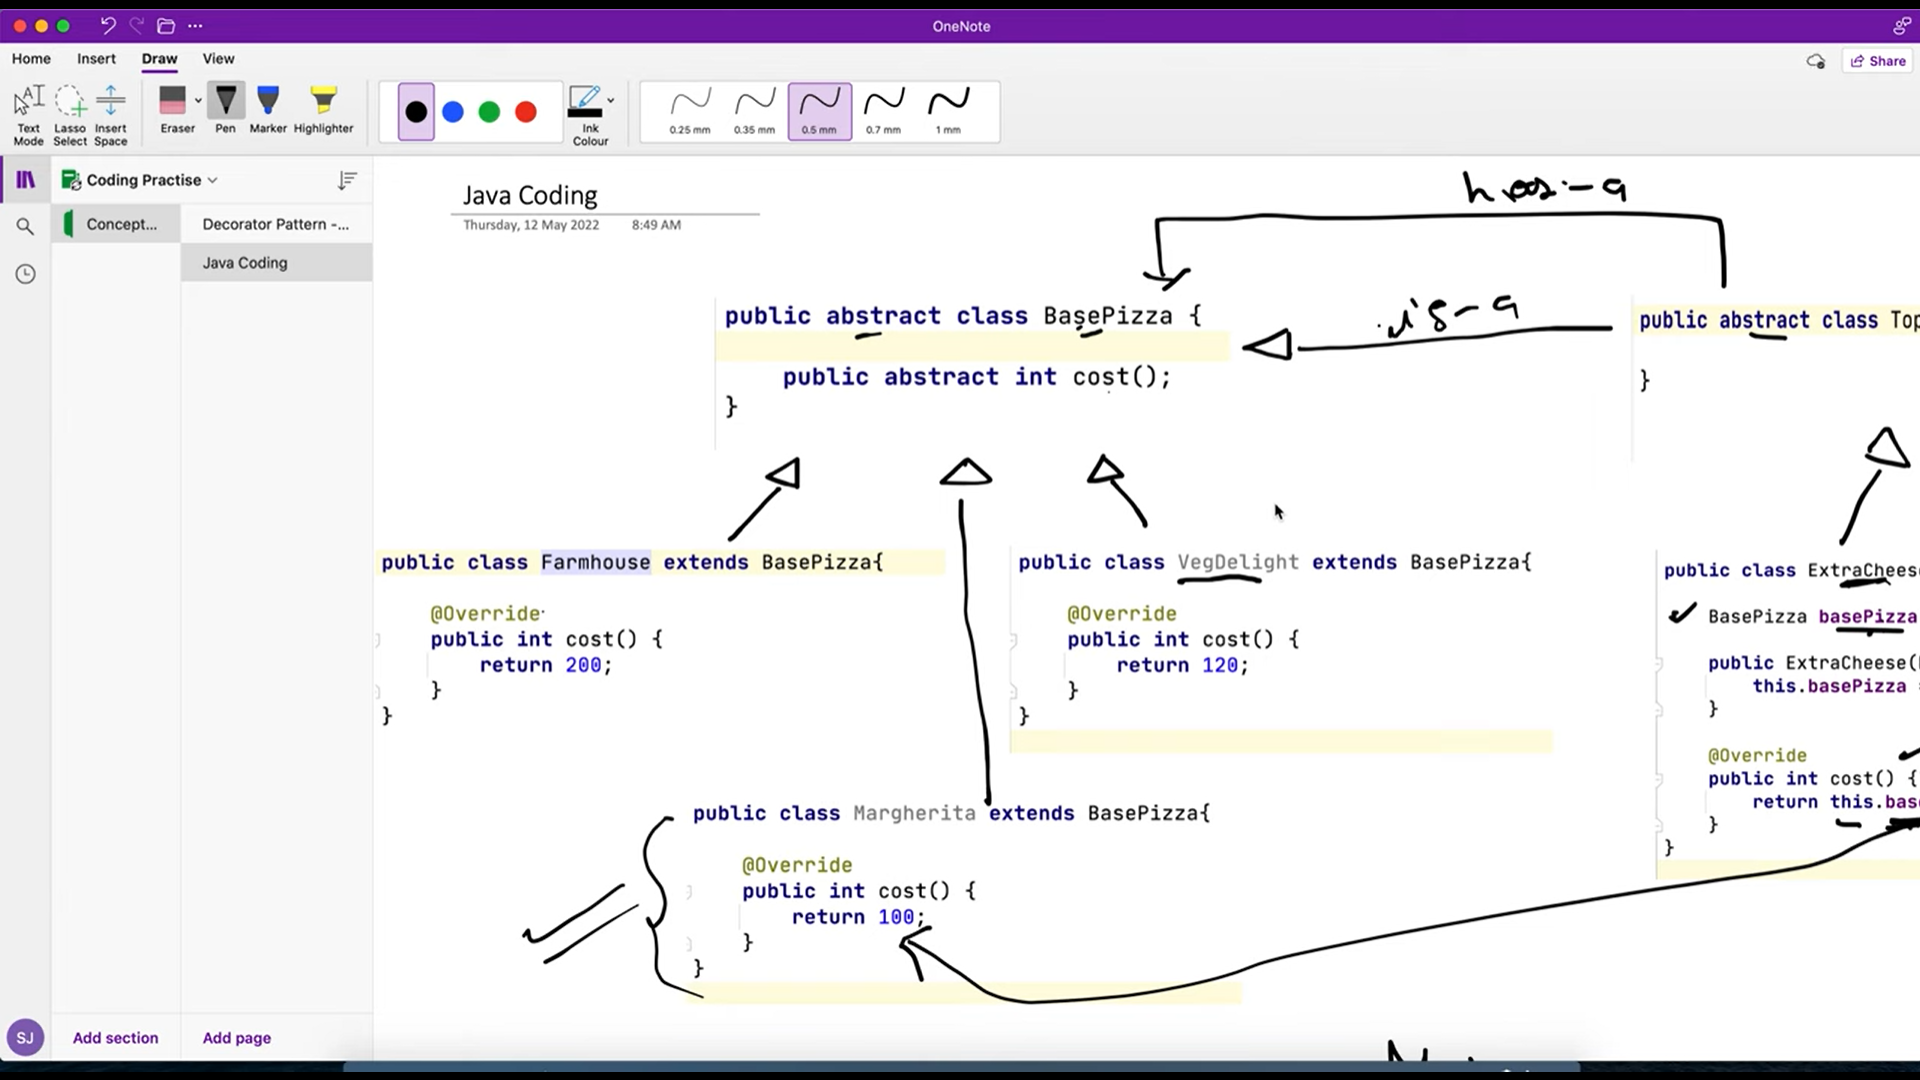 OneNote
Home Insert Draw View
Share
Text Mode
Lasso Select
Insert Space
Eraser
Pen
Marker
Highlighter
Ink Colour
0.25 mm
0.35 mm
0.5 mm
0.7 mm
1 mm
Coding Practise
Concept...
Decorator Pattern -...
Java Coding
Java Coding
Thursday, 12 May 2022 8:49 AM
has-a
is-a
public abstract class BasePizza {
public abstract int cost();
}
public abstract class Top
}
public class Farmhouse extends BasePizza{
@Override
public int cost() {
return 200;
}
}
public class VegDelight extends BasePizza{
@Override
public int cost() {
return 120;
}
}
public class ExtraCheese
BasePizza basePizza
public ExtraCheese(
this.basePizza =
}
@Override
public int cost() {
return this.bas
}
}
public class Margherita extends BasePizza{
@Override
public int cost() {
return 100;
}
}
SJ
Add section
Add page